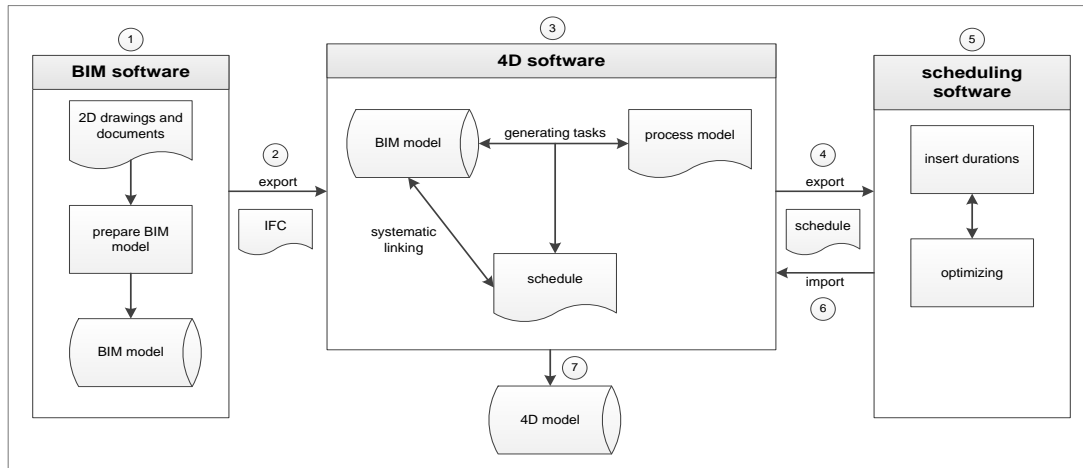 1
BIM software
2D drawings and
documents
prepare BIM
model
BIM model
2
export
IFC
3
4D software
BIM model
generating tasks
process model
systematic
linking
schedule
4
export
schedule
import
6
5
scheduling
software
insert durations
optimizing
7
4D model